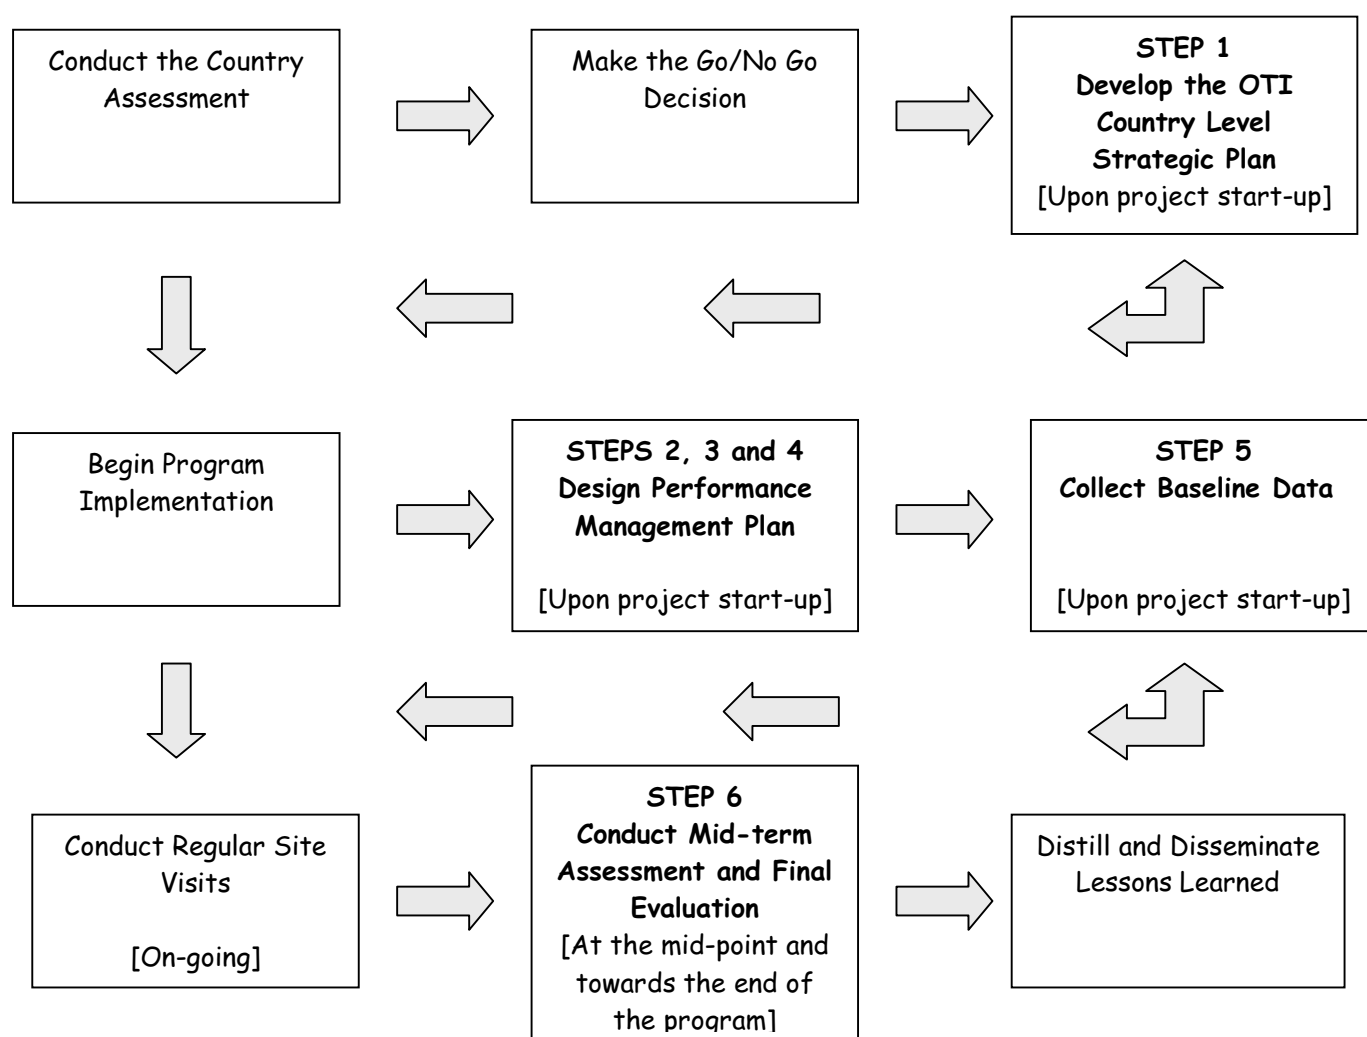 Conduct the Country
Assessment
Make the Go/No Go
Decision
STEP 1
Develop the OTI
Country Level
Strategic Plan
[Upon project start-up]
Begin Program
Implementation
STEPS 2, 3 and 4
Design Performance
Management Plan
[Upon project start-up]
STEP 5
Collect Baseline Data
[Upon project start-up]
Conduct Regular Site
Visits
[On-going]
STEP 6
Conduct Mid-term
Assessment and Final
Evaluation
[At the mid-point and
towards the end of
the program]
Distill and Disseminate
Lessons Learned